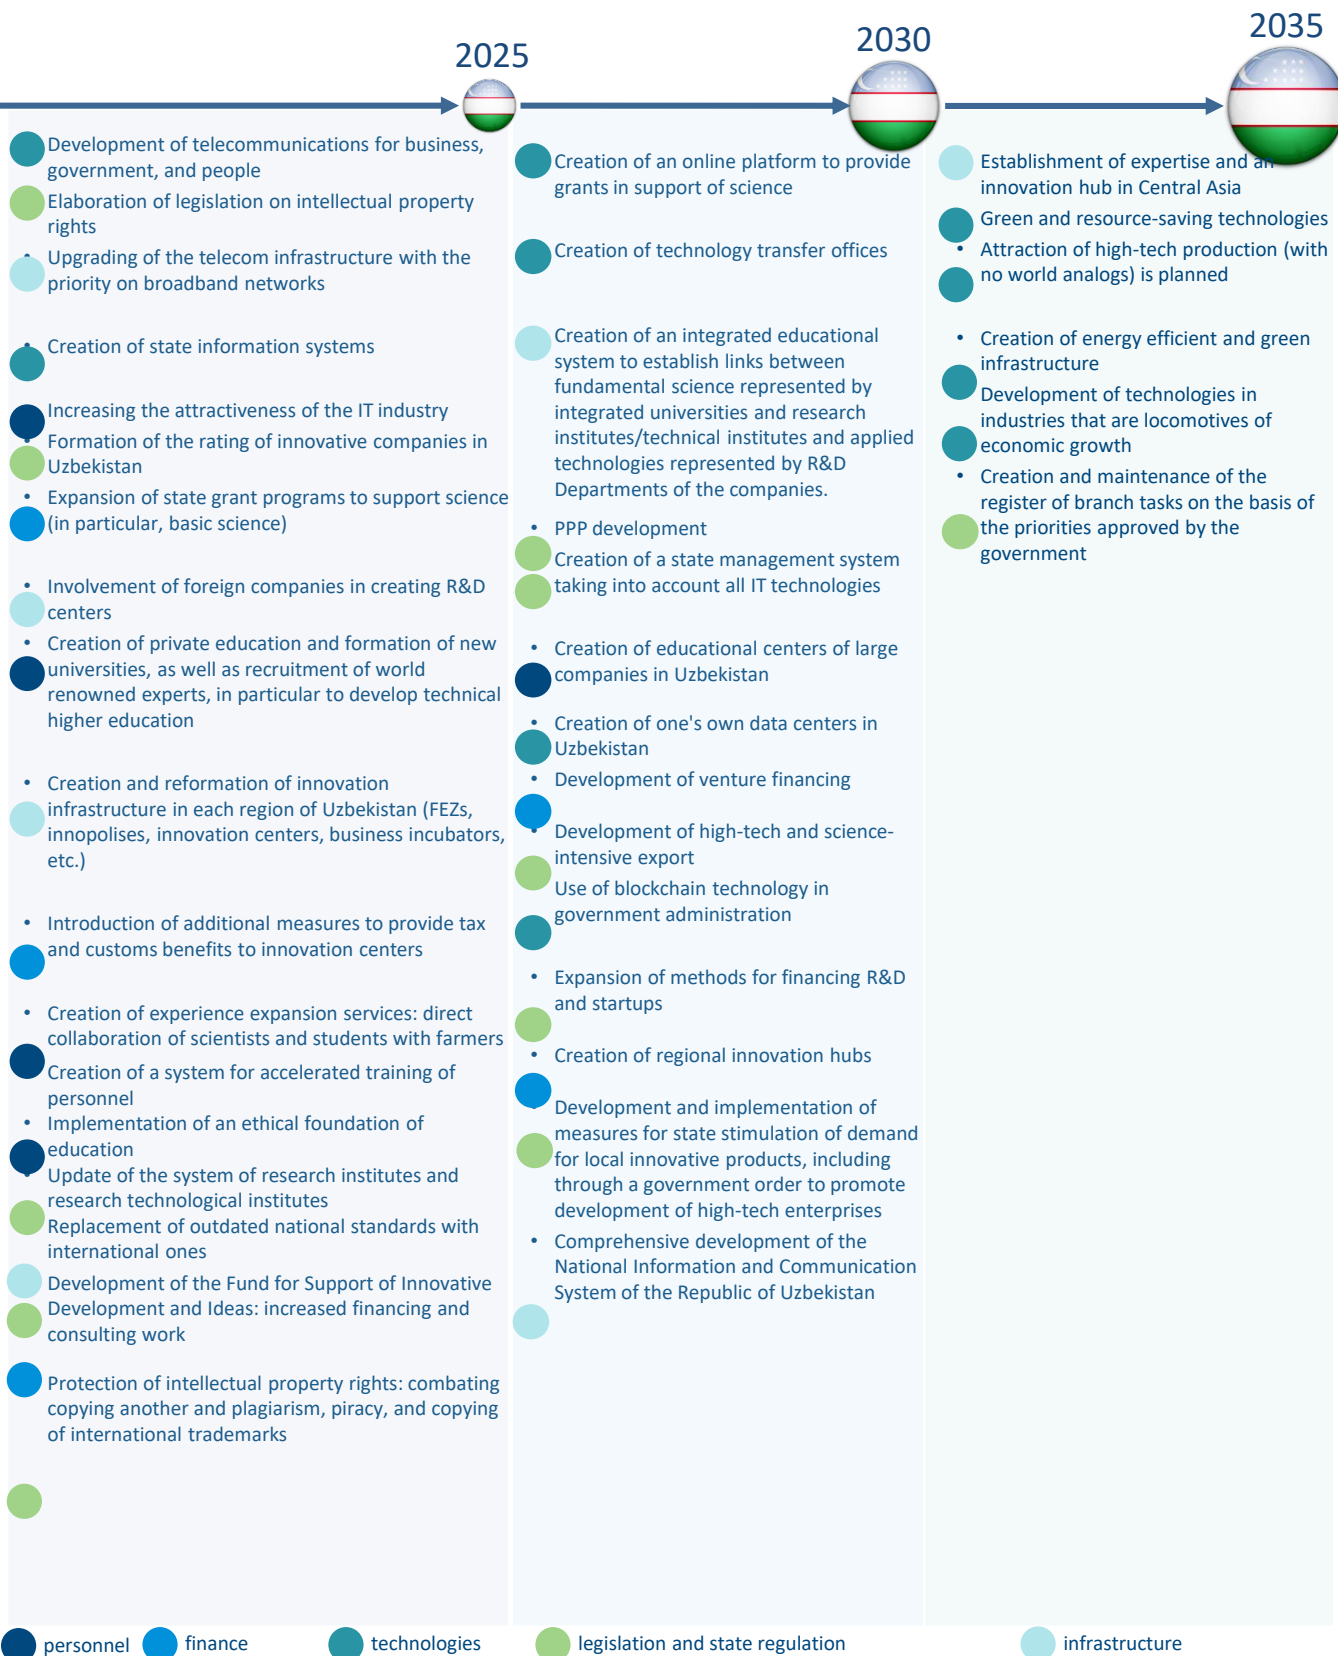 2025
2030
2035
• Development of telecommunications for business,
government, and people
Elaboration of legislation on intellectual property
rights
• Upgrading of the telecom infrastructure with the
priority on broadband networks
• Creation of state information systems
Increasing the attractiveness of the IT industry
• Formation of the rating of innovative companies in
Uzbekistan
• Expansion of state grant programs to support science
(in particular, basic science)
• Involvement of foreign companies in creating R&D
centers
• Creation of private education and formation of new
universities, as well as recruitment of world
renowned experts, in particular to develop technical
higher education
• Creation and reformation of innovation
infrastructure in each region of Uzbekistan (FEZs,
innopolises, innovation centers, business incubators,
etc.)
• Introduction of additional measures to provide tax
and customs benefits to innovation centers
• Creation of experience expansion services: direct
collaboration of scientists and students with farmers
Creation of a system for accelerated training of
personnel
• Implementation of an ethical foundation of
education
• Update of the system of research institutes and
research technological institutes
Replacement of outdated national standards with
international ones
Development of the Fund for Support of Innovative
Development and Ideas: increased financing and
consulting work
Protection of intellectual property rights: combating
copying another and plagiarism, piracy, and copying
of international trademarks
Creation of an online platform to provide
grants in support of science
Creation of technology transfer offices
Creation of an integrated educational
system to establish links between
fundamental science represented by
integrated universities and research
institutes/technical institutes and applied
technologies represented by R&D
Departments of the companies.
• PPP development
Creation of a state management system
taking into account all IT technologies
• Creation of educational centers of large
companies in Uzbekistan
• Creation of one's own data centers in
Uzbekistan
• Development of venture financing
• Development of high-tech and science-
intensive export
Use of blockchain technology in
government administration
• Expansion of methods for financing R&D
and startups
• Creation of regional innovation hubs
• Development and implementation of
measures for state stimulation of demand
for local innovative products, including
through a government order to promote
development of high-tech enterprises
• Comprehensive development of the
National Information and Communication
System of the Republic of Uzbekistan
Establishment of expertise and an
innovation hub in Central Asia
Green and resource-saving technologies
• Attraction of high-tech production (with
no world analogs) is planned
• Creation of energy efficient and green
infrastructure
Development of technologies in
industries that are locomotives of
economic growth
• Creation and maintenance of the
register of branch tasks on the basis of
the priorities approved by the
government
personnel
finance
technologies
legislation and state regulation
infrastructure